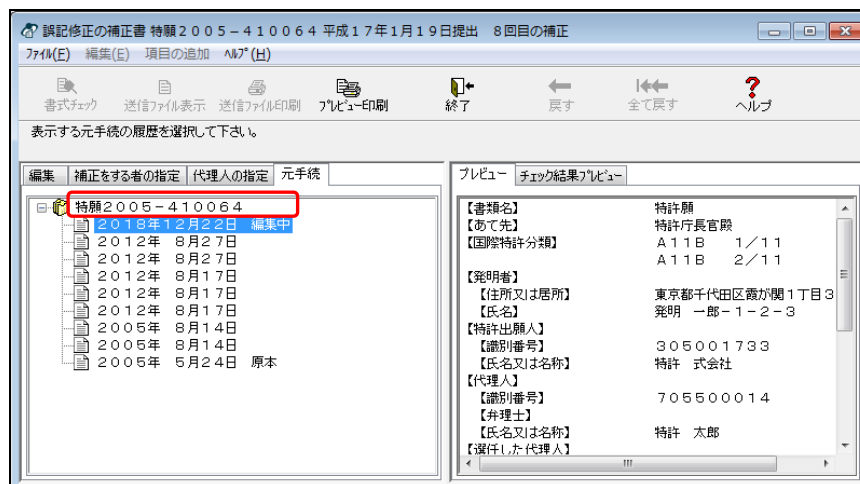 誤記修正の補正書 特願２００５－４１００６４ 平成１７年１月１９日提出 ８回目の補正
ﾌｧｲﾙ(F) 編集(E) 項目の追加 ﾍﾙﾌﾟ(H)
書式ﾁｪｯｸ 送信ﾌｧｲﾙ表示 送信ﾌｧｲﾙ印刷 ﾌﾟﾚﾋﾞｭｰ印刷 終了 戻す 全て戻す ヘルプ
表示する元手続の履歴を選択して下さい。
編集 補正をする者の指定 代理人の指定 元手続
特願２００５－４１００６４
２０１８年１２月２２日 編集中
２０１２年 ８月２７日
２０１２年 ８月２７日
２０１２年 ８月１７日
２０１２年 ８月１７日
２０１２年 ８月１７日
２００５年 ８月１４日
２００５年 ８月１４日
２００５年 ５月２４日 原本
プレビュー チェック結果ﾌﾟﾚﾋﾞｭｰ
【書類名】 特許願
【あて先】 特許庁長官殿
【国際特許分類】 Ａ１１Ｂ １/１１
Ａ１１Ｂ ２/１１
【発明者】
【住所又は居所】 東京都千代田区霞が関１丁目３
【氏名】 発明 一郎－１－２－３
【特許出願人】
【識別番号】 ３０５００１７３３
【氏名又は名称】 特許 式会社
【代理人】
【識別番号】 ７０５５０００１４
【弁理士】
【氏名又は名称】 特許 太郎
【選任した代理人】